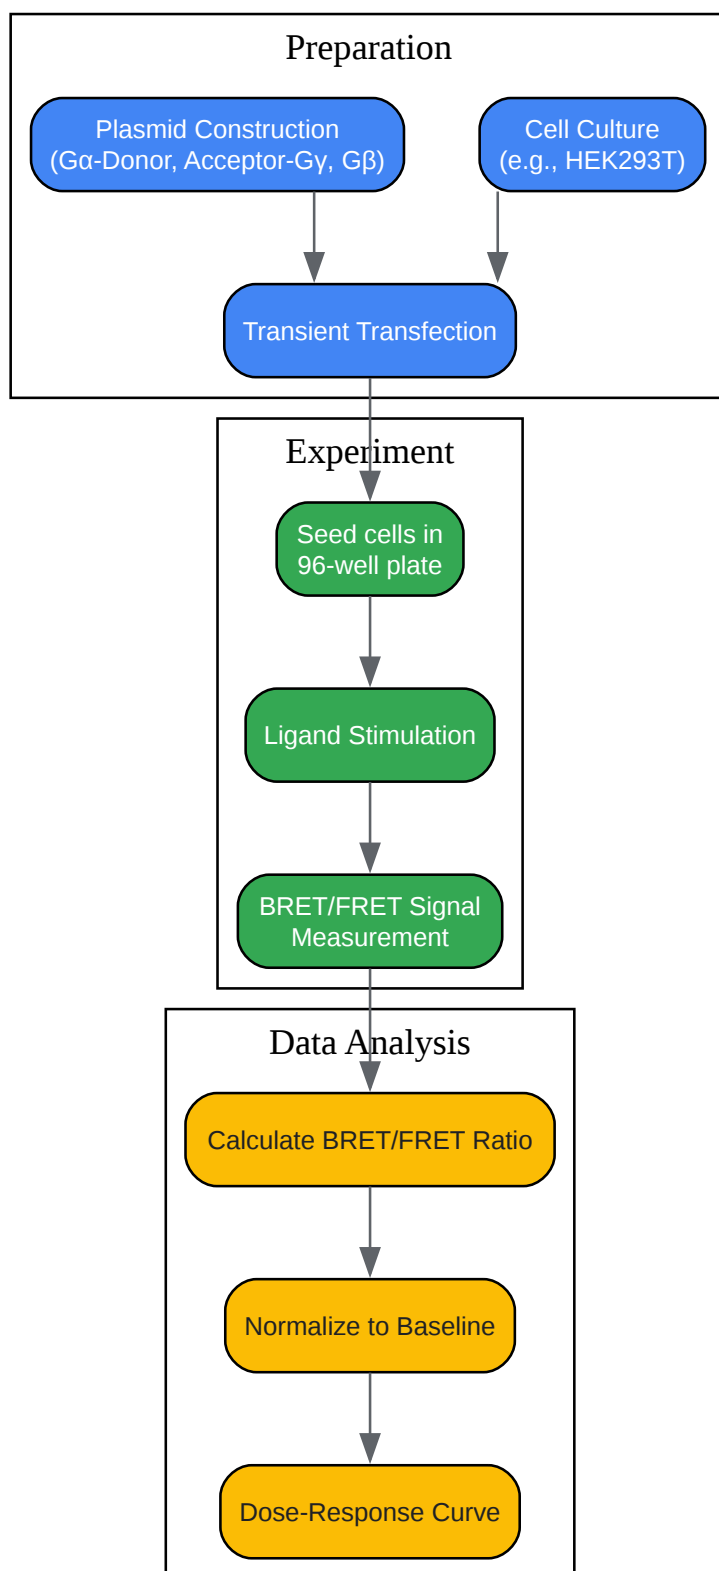 Preparation
Plasmid Construction
(Gα-Donor, Acceptor-Gγ, Gβ)
Cell Culture
(e.g., HEK293T)
Transient Transfection
Experiment
Seed cells in
96-well plate
Ligand Stimulation
BRET/FRET Signal
Measurement
Data Analysis
Calculate BRET/FRET Ratio
Normalize to Baseline
Dose-Response Curve